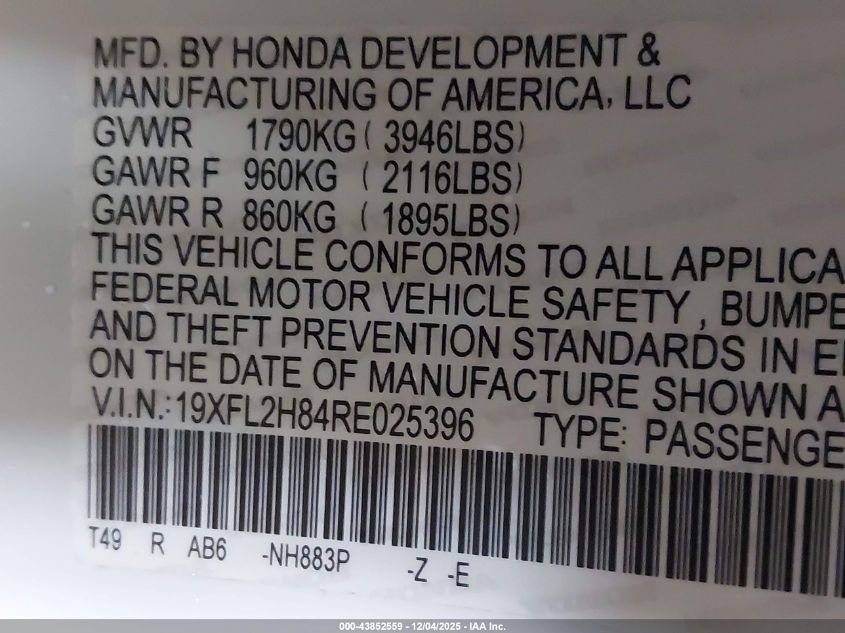 MFD. BY HONDA DEVELOPMENT &
MANUFACTURING OF AMERICA, LLC
GVWR 1790KG ( 3946LBS)
GAWR F 960KG ( 2116LBS)
GAWR R 860KG ( 1895LBS)
THIS VEHICLE CONFORMS TO ALL APPLICA
FEDERAL MOTOR VEHICLE SAFETY , BUMPE
AND THEFT PREVENTION STANDARDS IN E
ON THE DATE OF MANUFACTURE SHOWN A
V.I.N.:19XFL2H84RE025396 TYPE: PASSENGE
T49 R AB6 -NH883P -Z -E
000-43852559 - 12/04/2025 - IAA Inc.